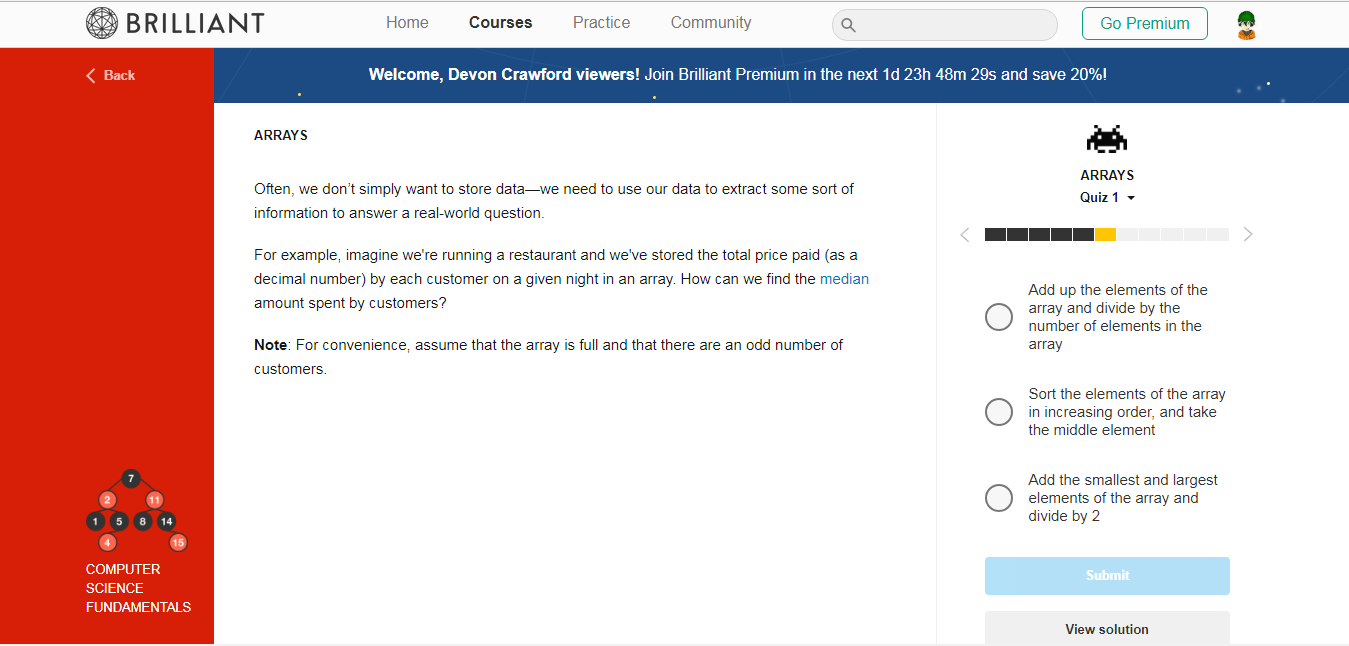 BRILLIANT
Home Courses Practice Community
Go Premium
Back
Welcome, Devon Crawford viewers! Join Brilliant Premium in the next 1d 23h 48m 29s and save 20%!
ARRAYS
Often, we don’t simply want to store data—we need to use our data to extract some sort of
information to answer a real-world question.
For example, imagine we're running a restaurant and we've stored the total price paid (as a
decimal number) by each customer on a given night in an array. How can we find the median
amount spent by customers?
Note: For convenience, assume that the array is full and that there are an odd number of
customers.
ARRAYS
Quiz 1
Add up the elements of the
array and divide by the
number of elements in the
array
Sort the elements of the array
in increasing order, and take
the middle element
Add the smallest and largest
elements of the array and
divide by 2
Submit
View solution
7
2 11
1 5 8 14
4 15
COMPUTER
SCIENCE
FUNDAMENTALS